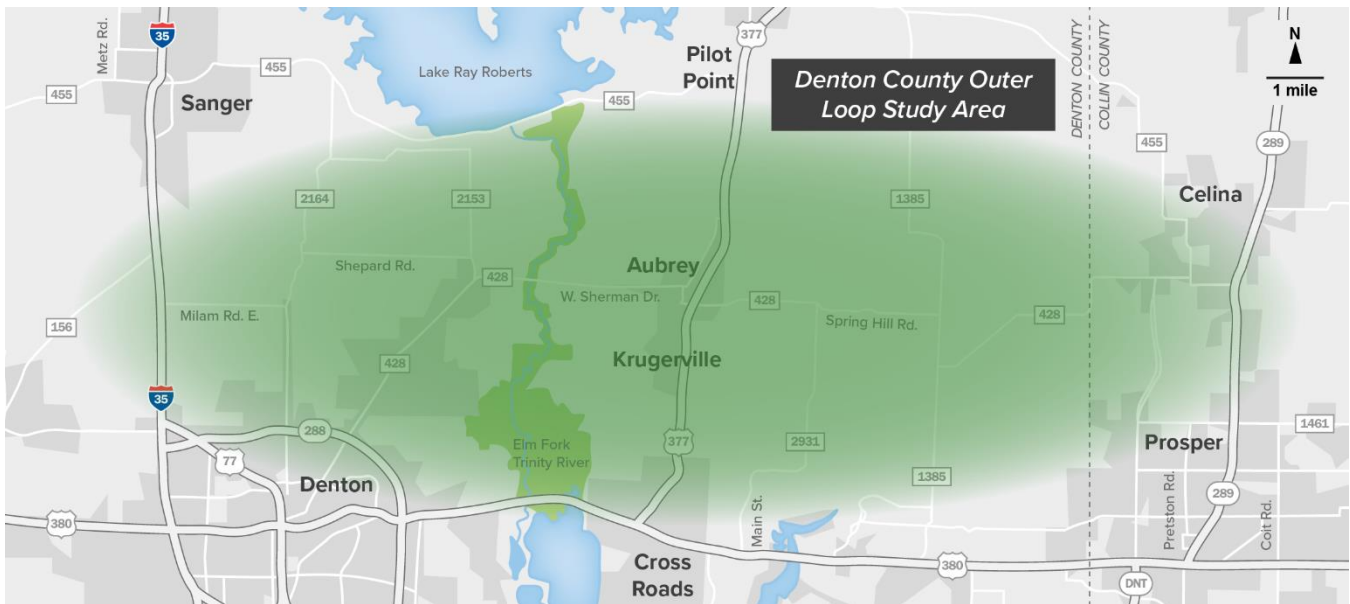 Metz Rd.
35
455
455
Sanger
Lake Ray Roberts
455
Pilot
Point
377
Denton County Outer
Loop Study Area
DENTON COUNTY
COLLIN COUNTY
N
1 mile
455
289
Celina
2164
2153
1385
Shepard Rd.
428
Aubrey
W. Sherman Dr.
428
Spring Hill Rd.
428
Milam Rd. E.
156
428
Krugerville
35
288
77
Denton
Elm Fork
Trinity River
377
2931
1385
1461
Prosper
289
380
Main St.
Pretston Rd.
Coit Rd.
Cross
Roads
380
DNT